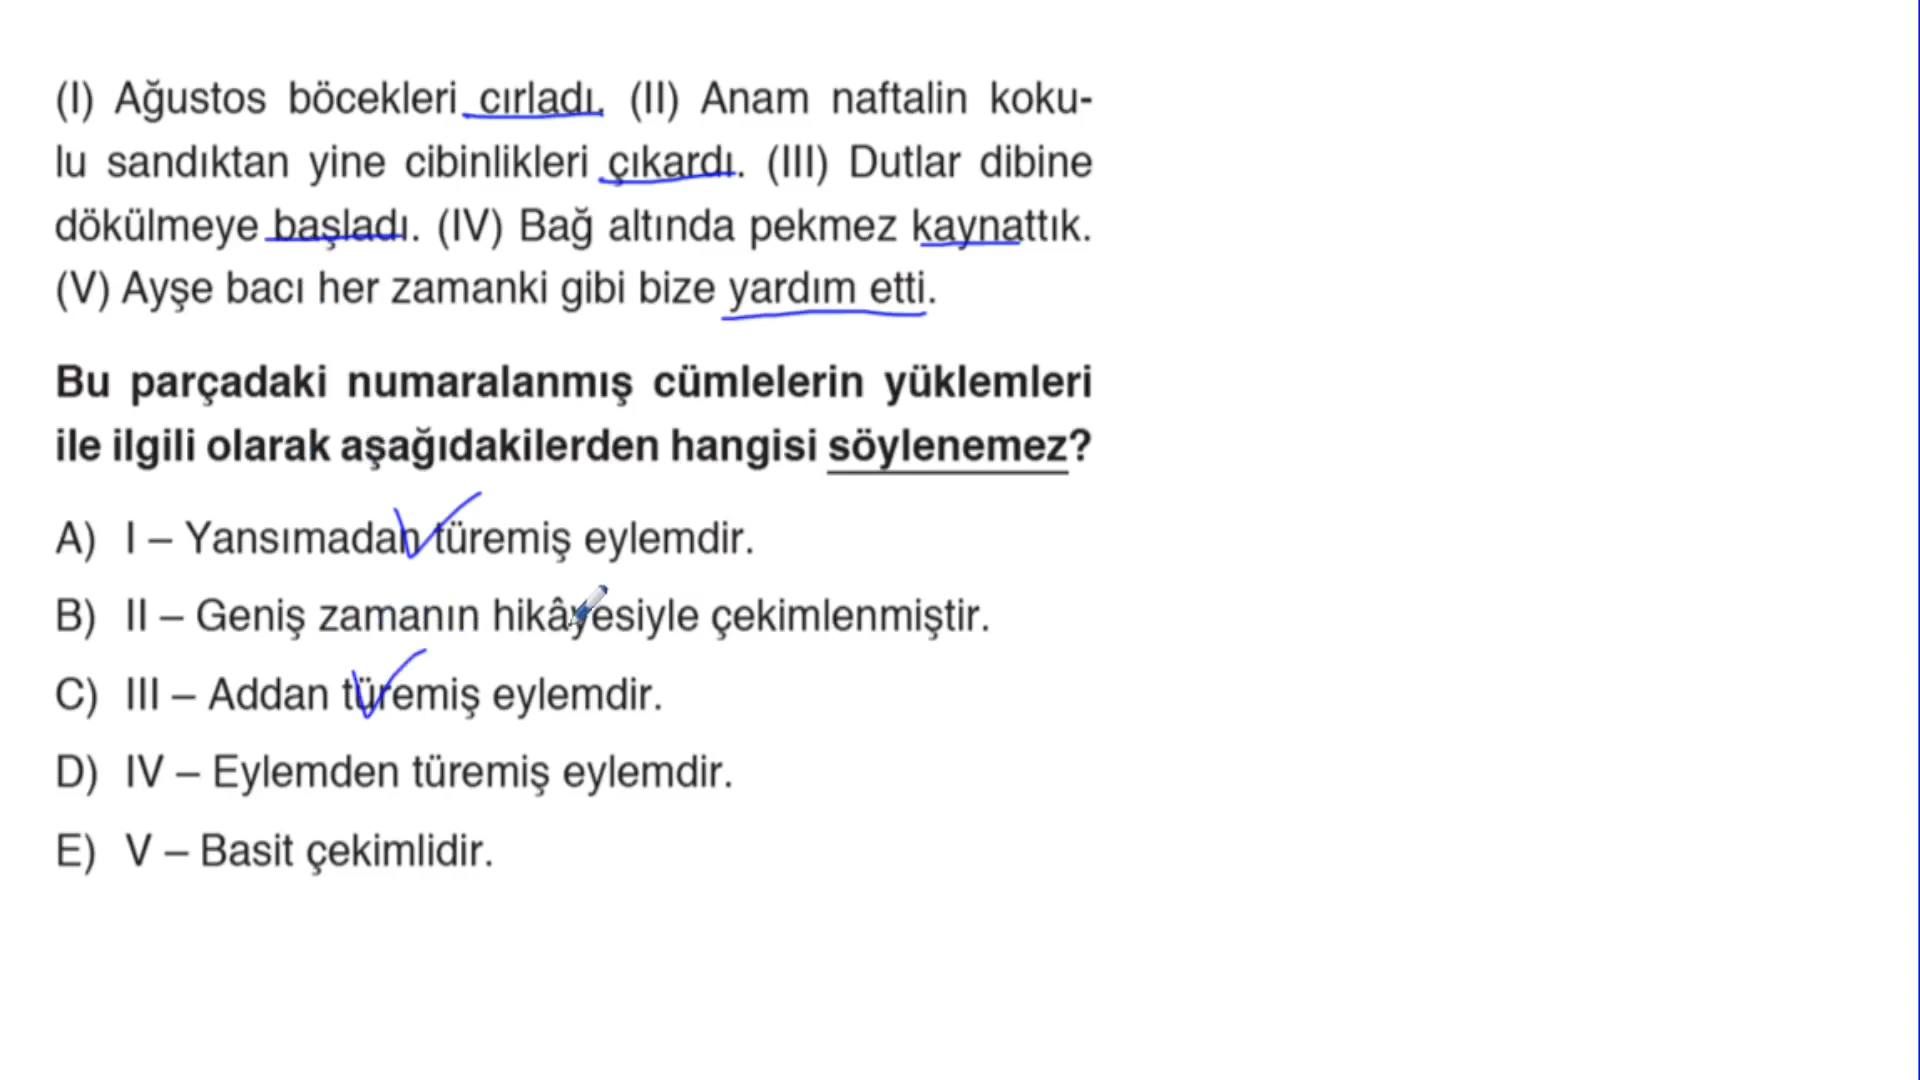 (I) Ağustos böcekleri cırladı. (II) Anam naftalin koku-
lu sandıktan yine cibinlikleri çıkardı. (III) Dutlar dibine
dökülmeye başladı. (IV) Bağ altında pekmez kaynattık.
(V) Ayşe bacı her zamanki gibi bize yardım etti.
Bu parçadaki numaralanmış cümlelerin yüklemleri
ile ilgili olarak aşağıdakilerden hangisi söylenemez?
A) I – Yansımadan türemiş eylemdir.
B) II – Geniş zamanın hikâyesiyle çekimlenmiştir.
C) III – Addan türemiş eylemdir.
D) IV – Eylemden türemiş eylemdir.
E) V – Basit çekimlidir.